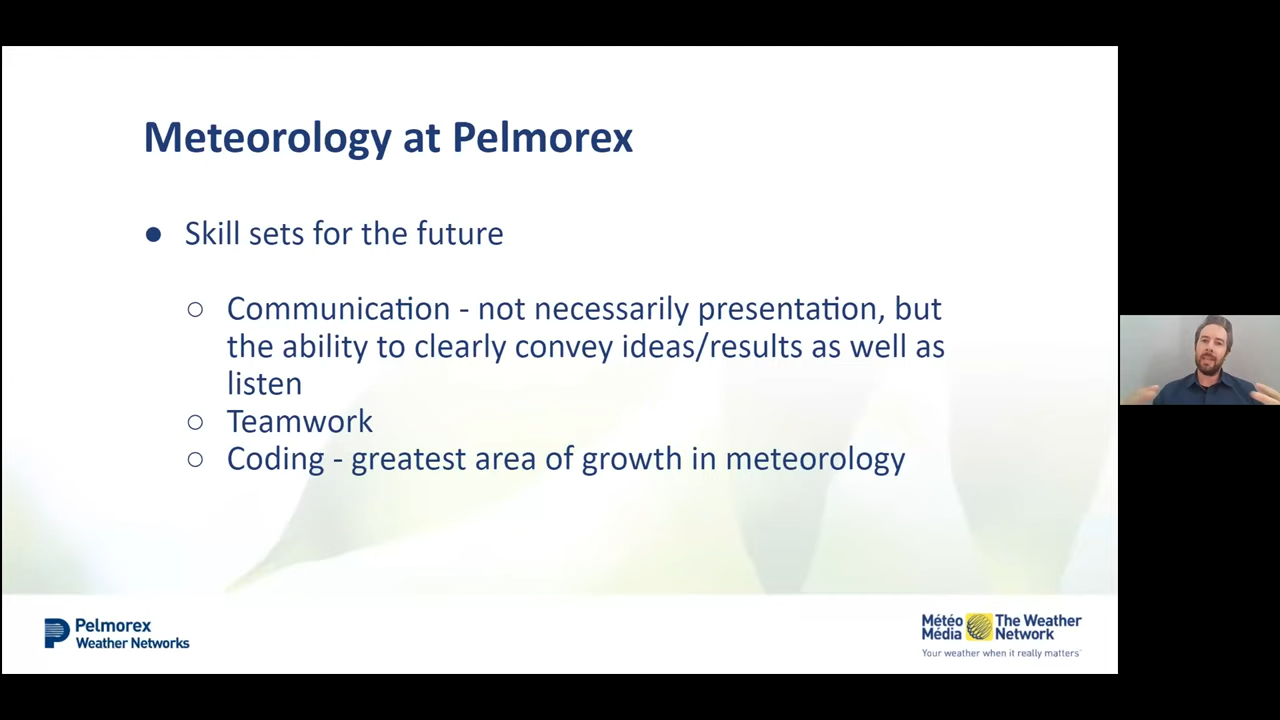 Meteorology at Pelmorex
● Skill sets for the future
○ Communication - not necessarily presentation, but
the ability to clearly convey ideas/results as well as
listen
○ Teamwork
○ Coding - greatest area of growth in meteorology
Pelmorex
Weather Networks
Météo
Média
The Weather
Network
Your weather when it really matters™